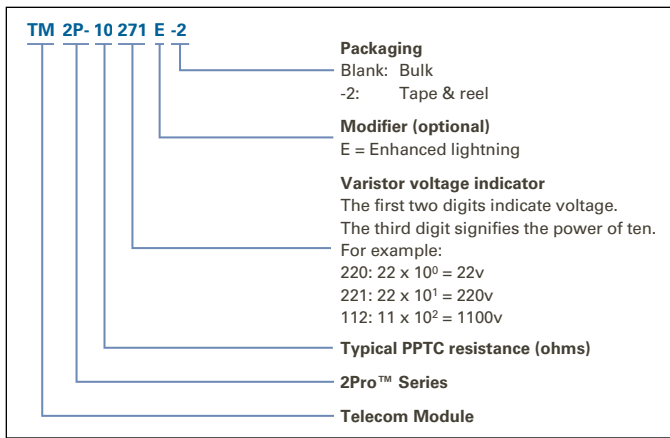 TM 2P- 10 271 E -2
Packaging
Blank: Bulk
-2: Tape & reel
Modifier (optional)
E = Enhanced lightning
Varistor voltage indicator
The first two digits indicate voltage.
The third digit signifies the power of ten.
For example:
220: 22 x 10⁰ = 22v
221: 22 x 10¹ = 220v
112: 11 x 10² = 1100v
Typical PPTC resistance (ohms)
2Pro™ Series
Telecom Module